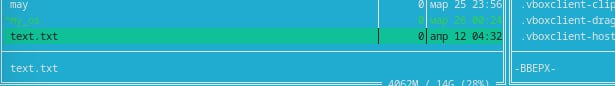 may 0 мар 25 23:56 .vboxclient-clip
*my_os 0 мар 26 00:24 .vboxclient-drag
text.txt 0 апр 12 04:32 .vboxclient-host
text.txt -ВВЕРХ-
4062M / 14G (28%)